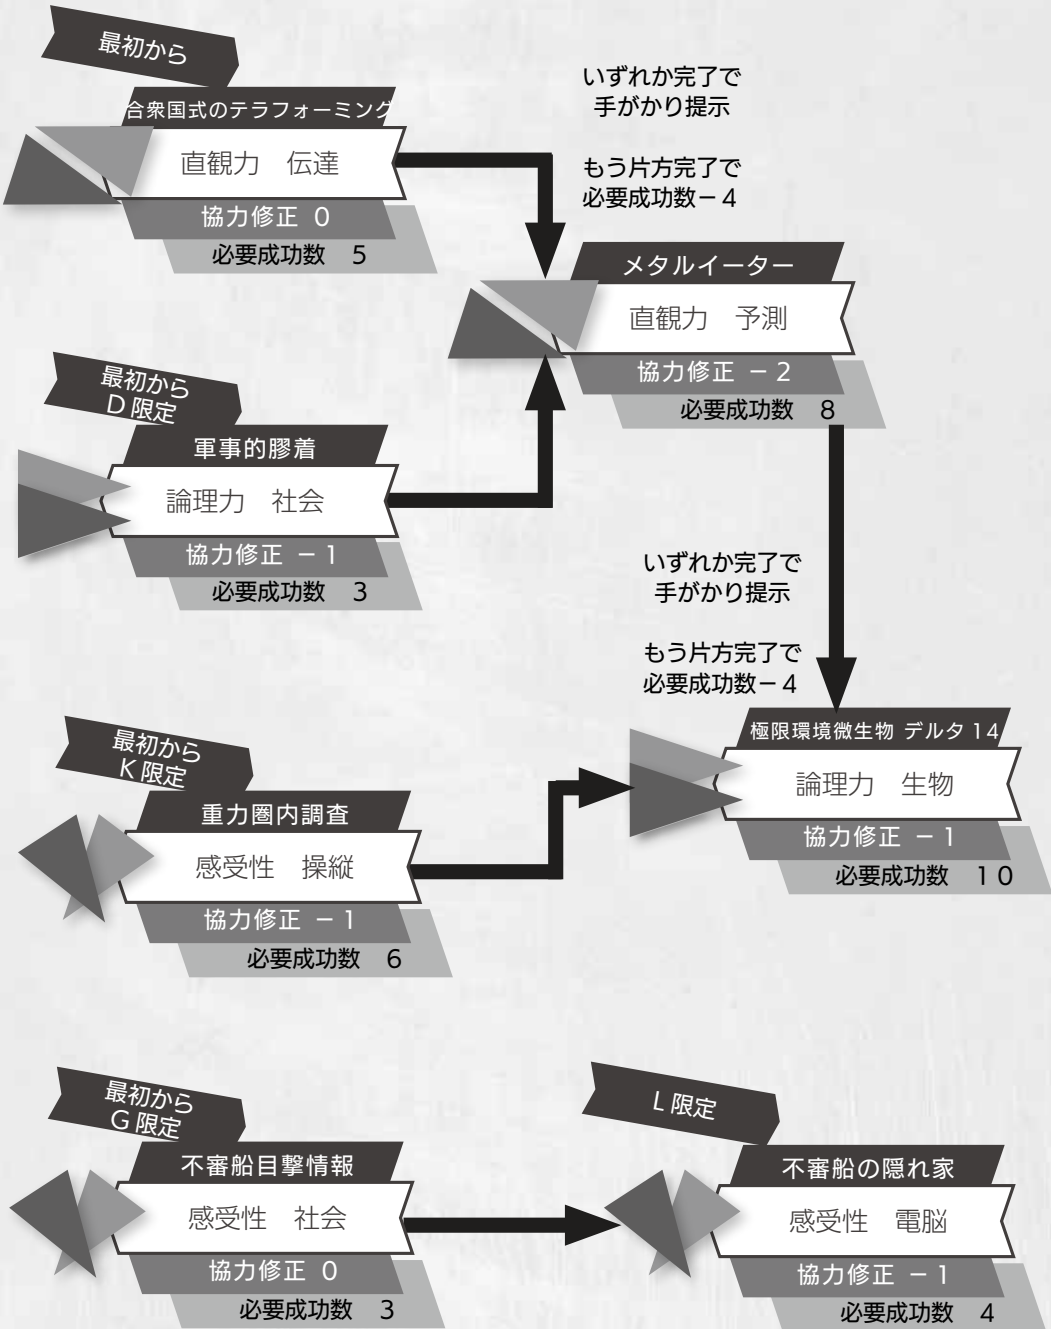 最初から
合衆国式のテラフォーミング
直観力　伝達
協力修正 0
必要成功数　5
いずれか完了で
手がかり提示
もう片方完了で
必要成功数－4
メタルイーター
直観力　予測
協力修正 －2
必要成功数　8
最初から
D 限定
軍事的膠着
論理力　社会
協力修正 －1
必要成功数　3
いずれか完了で
手がかり提示
もう片方完了で
必要成功数－4
最初から
K 限定
重力圏内調査
感受性　操縦
協力修正 －1
必要成功数　6
極限環境微生物 デルタ 14
論理力　生物
協力修正 －1
必要成功数　10
最初から
G 限定
不審船目撃情報
感受性　社会
協力修正 0
必要成功数　3
L 限定
不審船の隠れ家
感受性　電脳
協力修正 －1
必要成功数　4